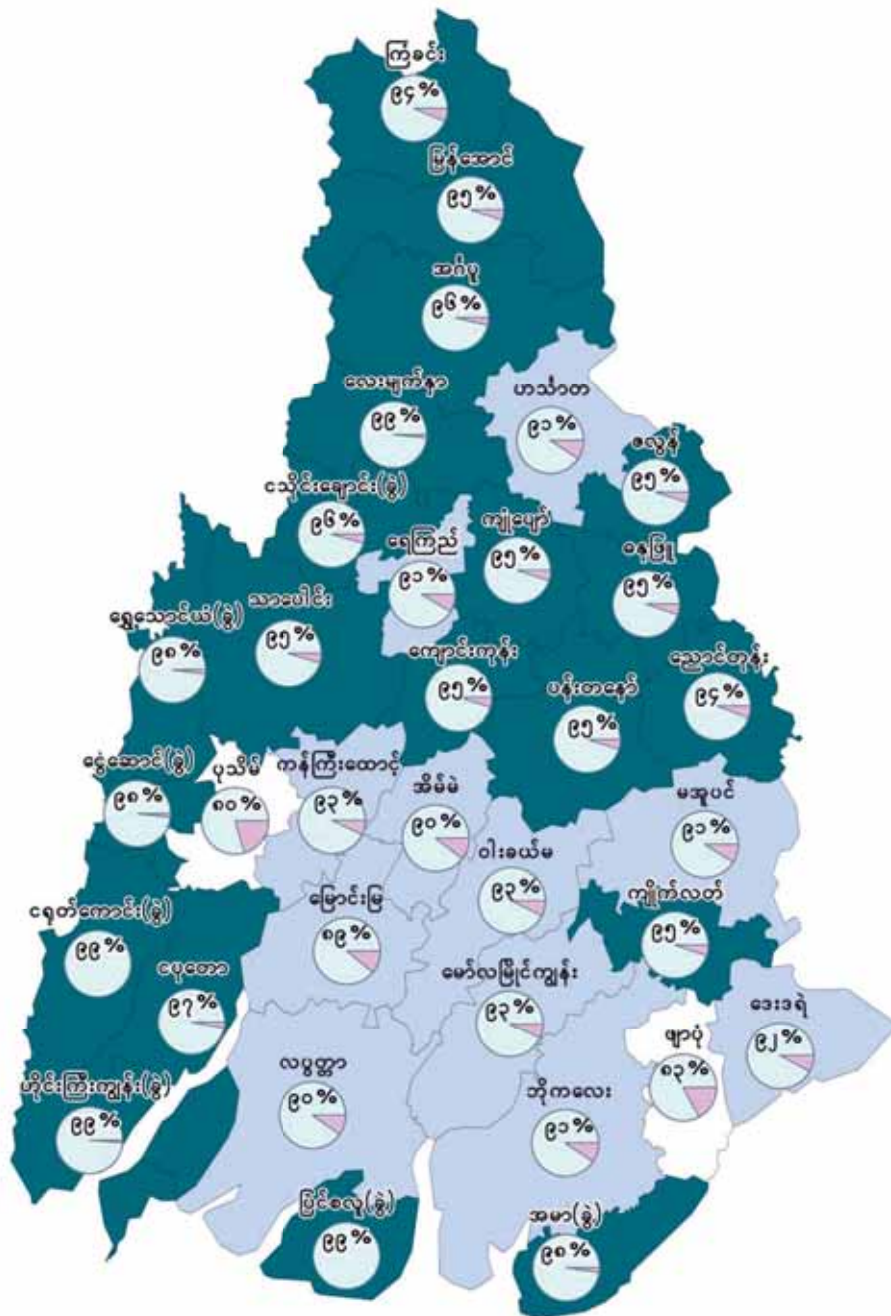 ကြံခင်း
၉၄%
မြန်အောင်
၉၅%
အင်္ဂပူ
၉၆%
လေးမျက်နှာ
၉၉%
ဟင်္သာတ
၉၁%
ဇလွန်
၉၅%
ငသိုင်းချောင်း(ခွဲ)
၉၆%
ရေကြည်
၉၁%
ကျုံပျော်
၉၅%
ဓနုဖြူ
၉၅%
ရွှေသောင်ယံ(ခွဲ)
၉၈%
သာပေါင်း
၉၅%
ကျောင်းကုန်း
၉၅%
ပန်းတနော်
၉၅%
ညောင်တုန်း
၉၄%
ငွေဆောင်(ခွဲ)
၉၈%
ပုသိမ်
၈၀%
ကန်ကြီးထောင့်
၉၃%
အိမ်မဲ
၉၀%
ဝါးခယ်မ
၉၃%
မအူပင်
၉၁%
ငရုတ်ကောင်း(ခွဲ)
၉၉%
မြောင်းမြ
၈၉%
ကျိုက်လတ်
၉၅%
ငပုတော
၉၇%
မော်လမြိုင်ကျွန်း
၉၃%
ဒေးဒရဲ
၉၂%
ဖျာပုံ
၈၃%
ဟိုင်းကြီးကျွန်း(ခွဲ)
၉၉%
လပွတ္တာ
၉၀%
ဘိုကလေး
၉၁%
ပြင်စလူ(ခွဲ)
၉၉%
အမာ(ခွဲ)
၉၈%